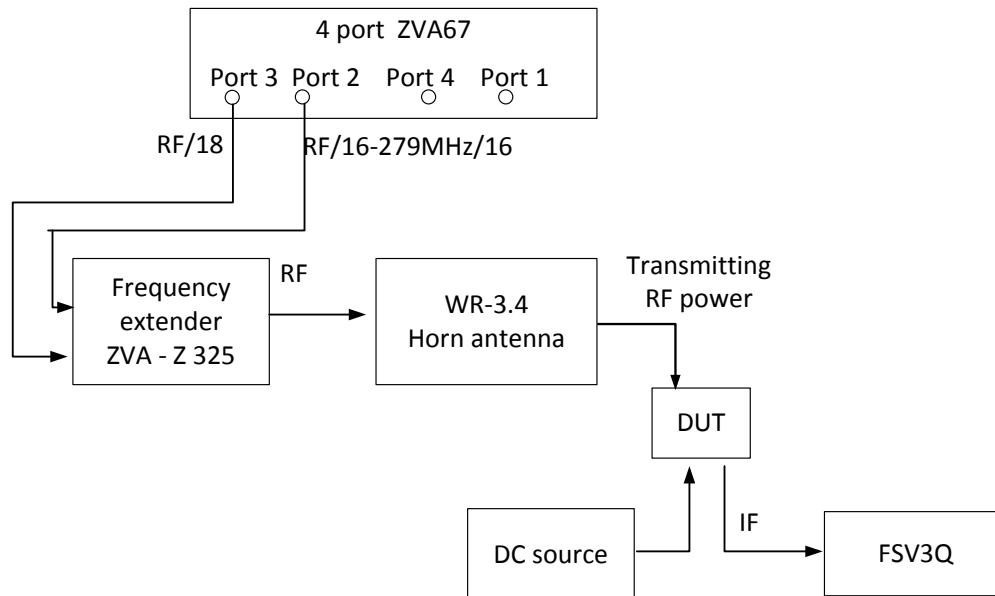 4 port ZVA67
Port 3 Port 2 Port 4 Port 1
RF/18
RF/16-279MHz/16
Frequency
extender
ZVA - Z 325
RF
WR-3.4
Horn antenna
Transmitting
RF power
DUT
DC source
IF
FSV3Q